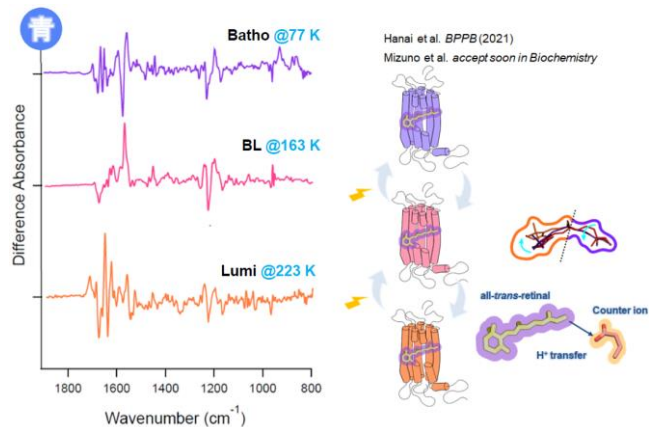 青
Batho @77 K
BL @163 K
Lumi @223 K
Difference Absorbance
1800 1600 1400 1200 1000 800
Wavenumber (cm-1)
Hanai et al. BPPB (2021)
Mizuno et al. accept soon in Biochemistry
all-trans-retinal
Counter ion
H+ transfer